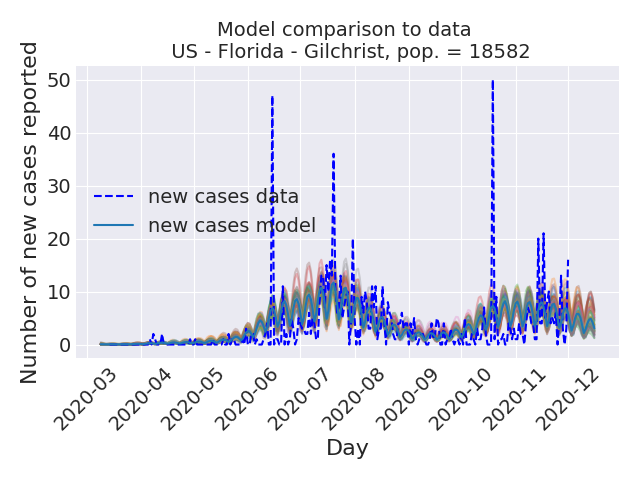 Model comparison to data
US - Florida - Gilchrist, pop. = 18582
Number of new cases reported
50
40
30
20
10
0
new cases data
new cases model
2020-03
2020-04
2020-05
2020-06
2020-07
2020-08
2020-09
2020-10
2020-11
2020-12
Day